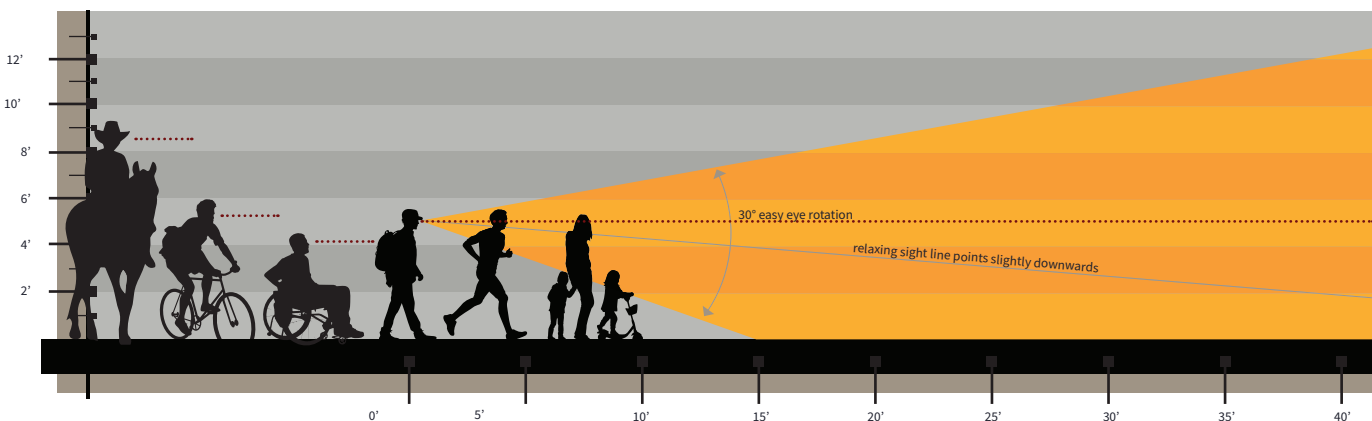 12’
10’
8’
6’
30° easy eye rotation
4’
relaxing sight line points slightly downwards
2’
0’ 5’ 10’ 15’ 20’ 25’ 30’ 35’ 40’